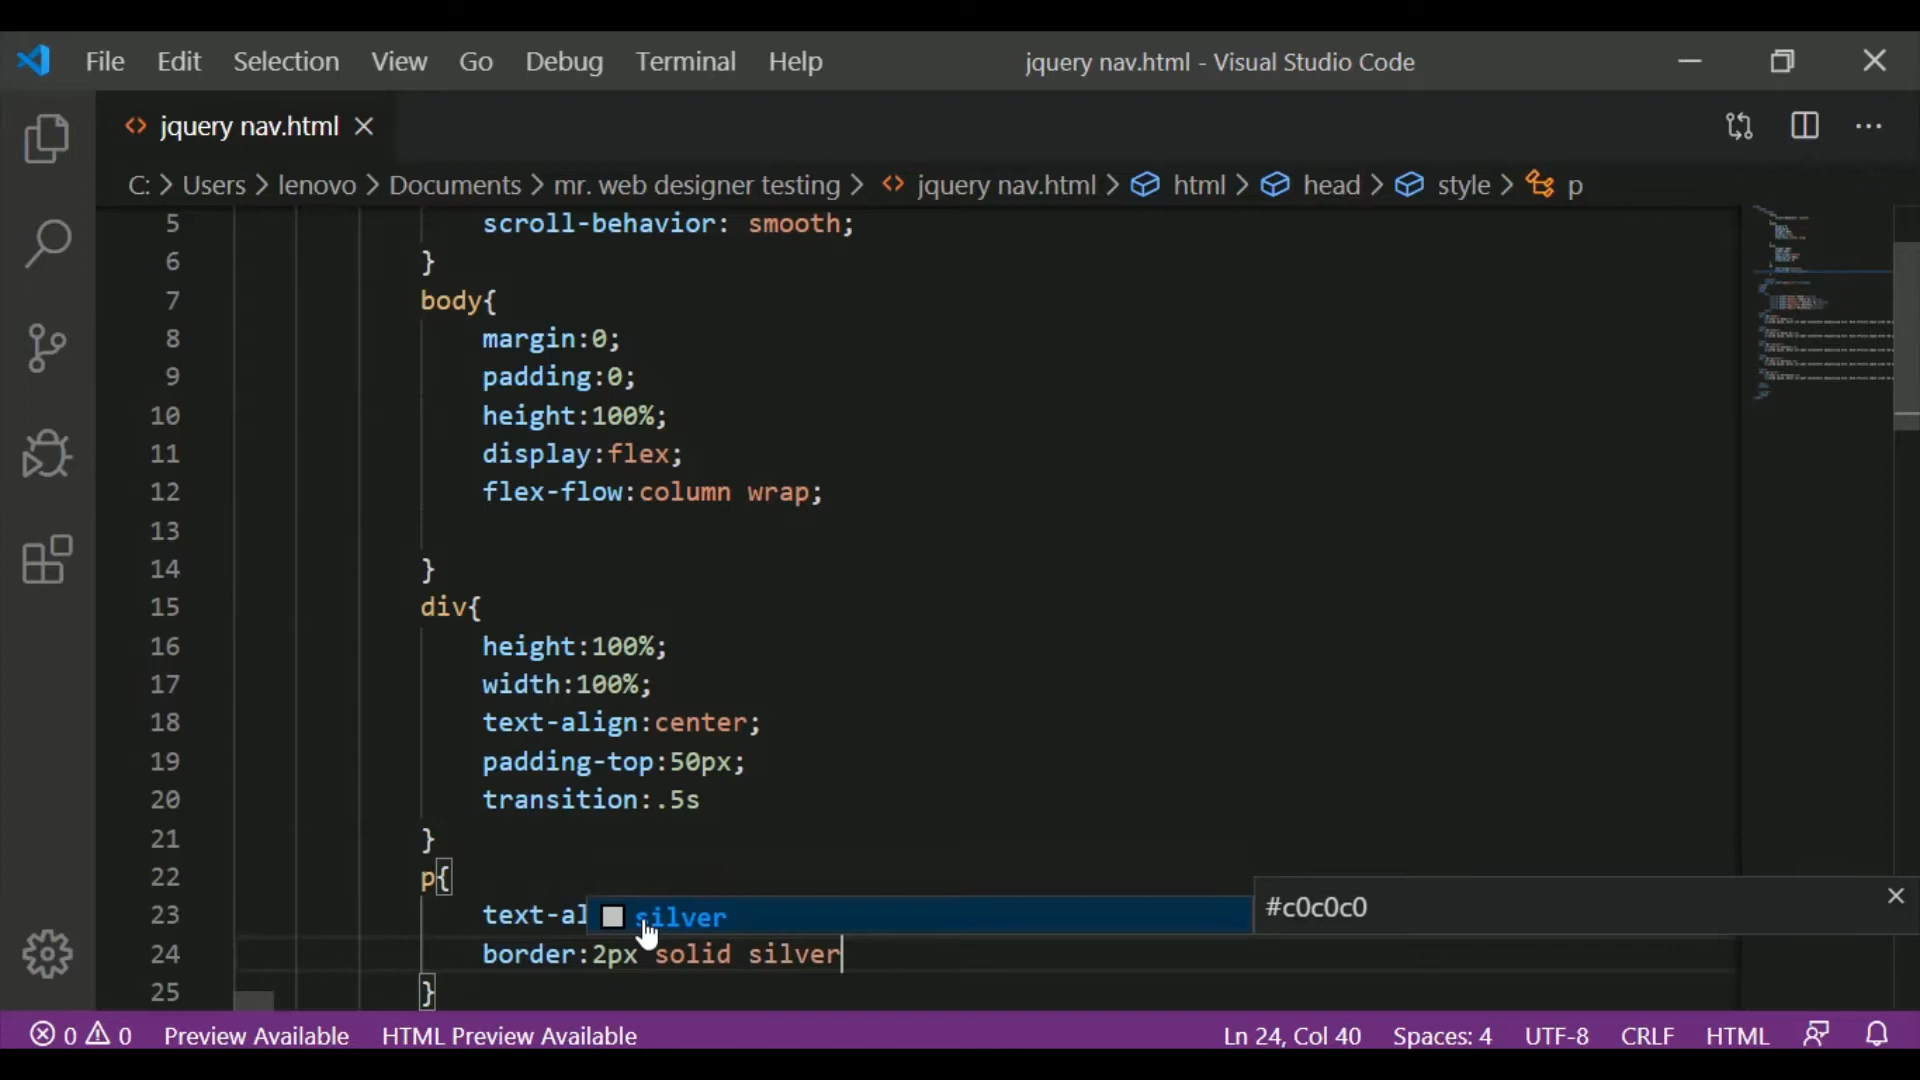 File Edit Selection View Go Debug Terminal Help jquery nav.html - Visual Studio Code
jquery nav.html
C: > Users > lenovo > Documents > mr. web designer testing > jquery nav.html > html > head > style > p
5 scroll-behavior: smooth;
6 }
7 body{
8 margin:0;
9 padding:0;
10 height:100%;
11 display:flex;
12 flex-flow:column wrap;
13
14 }
15 div{
16 height:100%;
17 width:100%;
18 text-align:center;
19 padding-top:50px;
20 transition:.5s
21 }
22 p{
23 text-al
silver #c0c0c0
24 border:2px solid silver
25 }
0 0 Preview Available HTML Preview Available Ln 24, Col 40 Spaces: 4 UTF-8 CRLF HTML